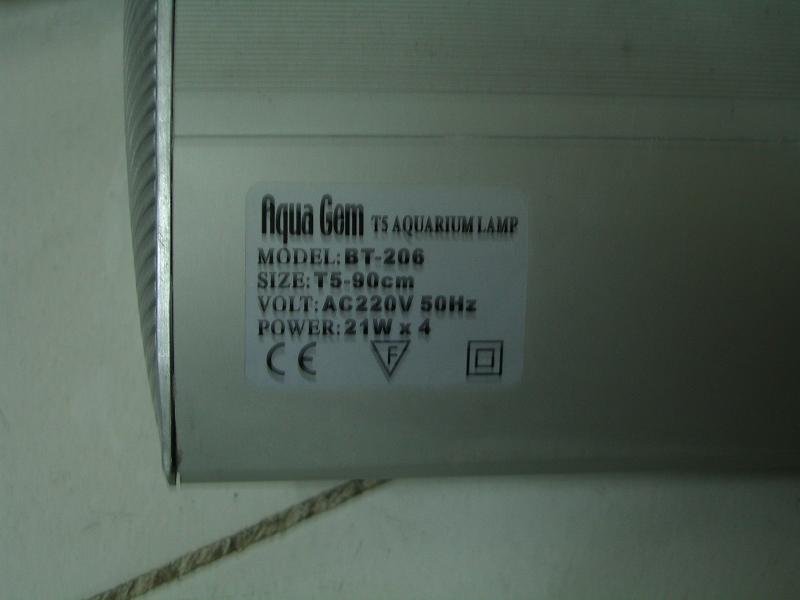 Aqua Gem T5 AQUARIUM LAMP
MODEL: BT-206
SIZE: T5-90cm
VOLT: AC220V 50Hz
POWER: 21W x 4
CE F